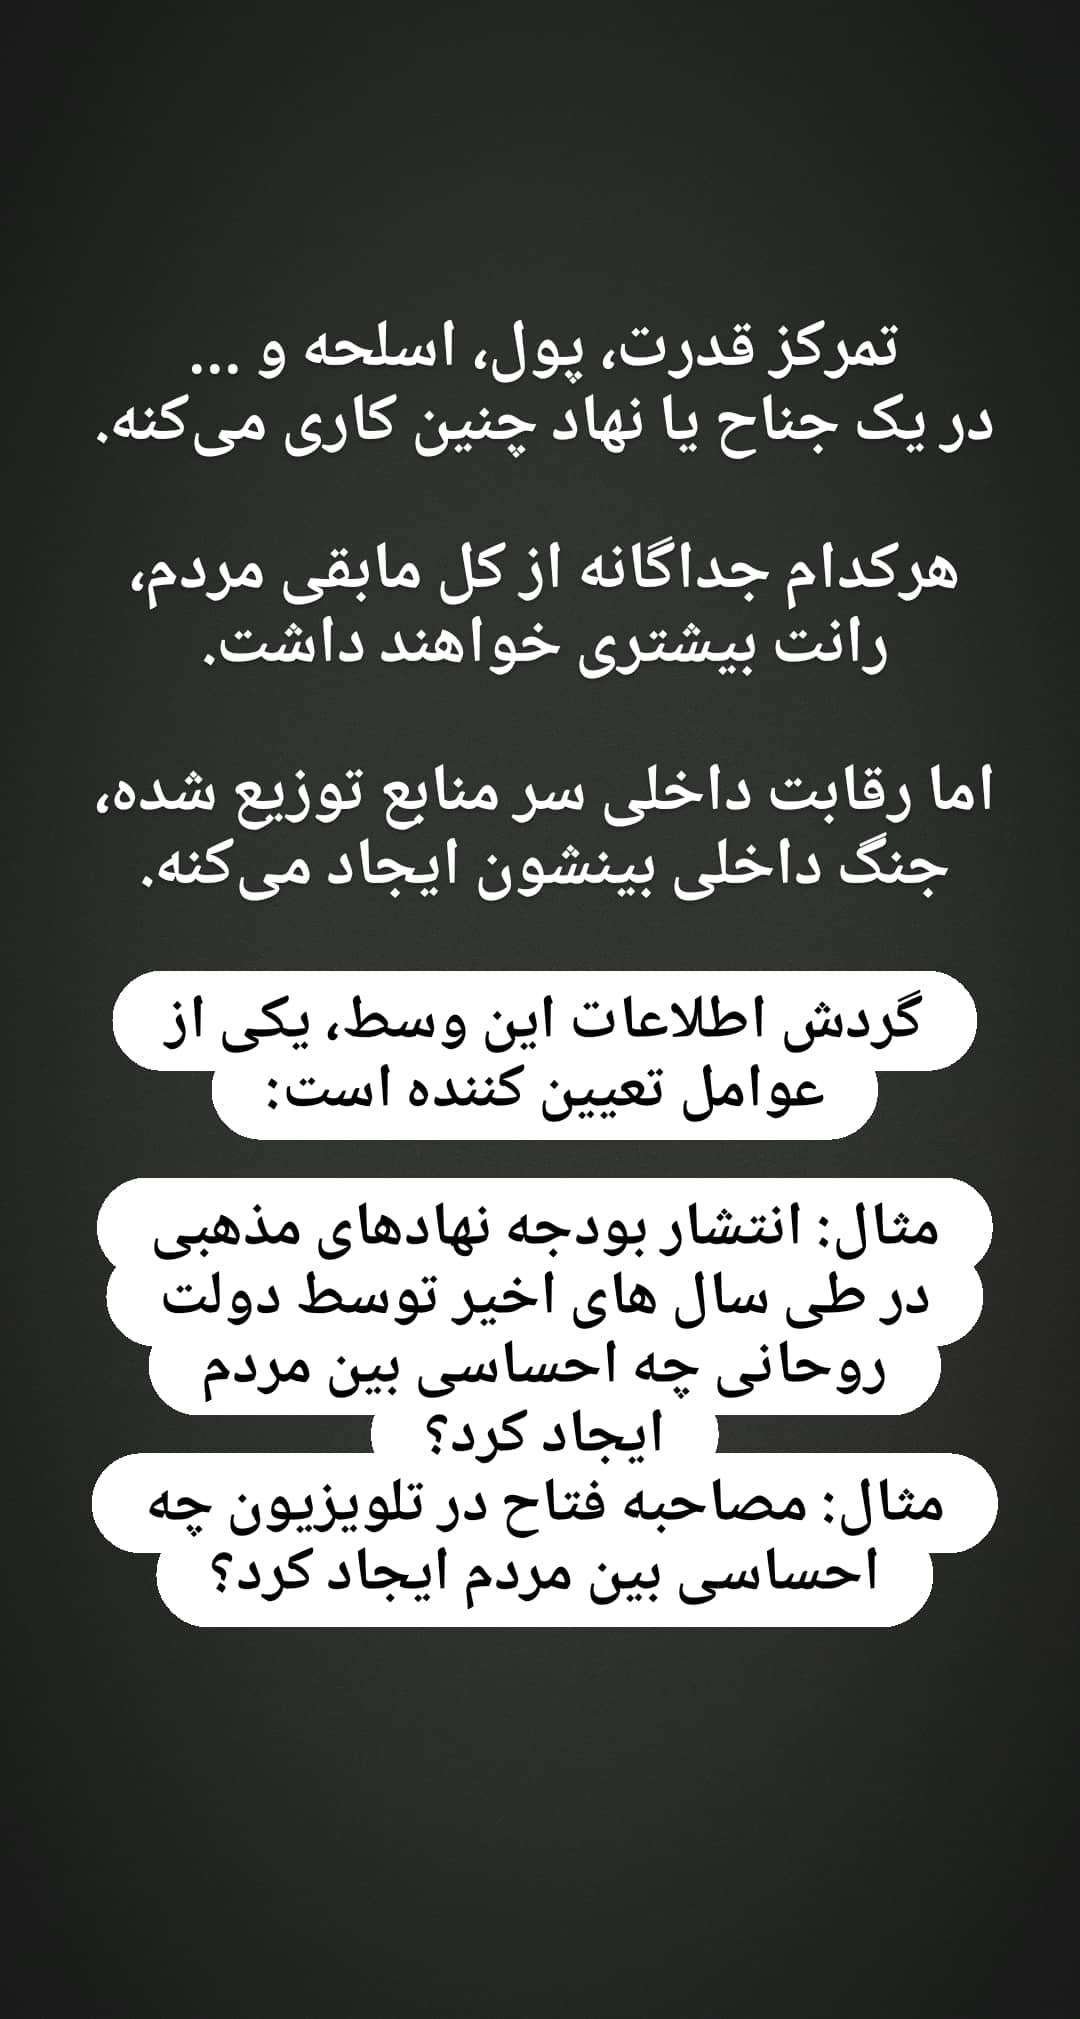 تمرکز قدرت، پول، اسلحه و ...
در یک جناح یا نهاد چنین کاری می‌کنه.
هرکدام جداگانه از کل مابقی مردم،
رانت بیشتری خواهند داشت.
اما رقابت داخلی سر منابع توزیع شده،
جنگ داخلی بینشون ایجاد می‌کنه.
گردش اطلاعات این وسط، یکی از
عوامل تعیین کننده است:
مثال: انتشار بودجه نهادهای مذهبی
در طی سال های اخیر توسط دولت
روحانی چه احساسی بین مردم
ایجاد کرد؟
مثال: مصاحبه فتاح در تلویزیون چه
احساسی بین مردم ایجاد کرد؟